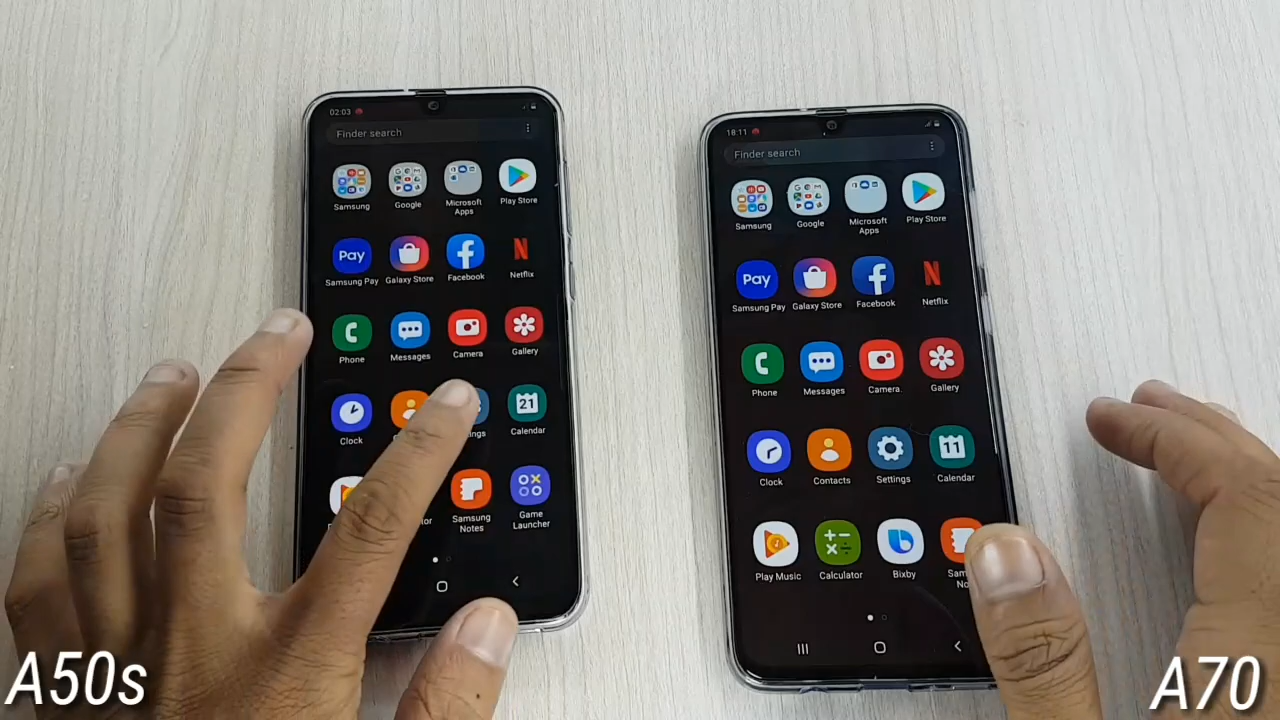 02:03
Finder search
Samsung
Google
Microsoft
Apps
Play Store
Pay
Samsung Pay
Galaxy Store
Facebook
Netflix
Phone
Messages
Camera
Gallery
Clock
21
Calendar
Samsung
Notes
Game
Launcher
18:11
Finder search
Samsung
Google
Microsoft
Apps
Play Store
Pay
Samsung Pay
Galaxy Store
Facebook
Netflix
Phone
Messages
Camera
Gallery
Clock
Contacts
Settings
11
Calendar
Play Music
Calculator
Bixby
A50s
A70